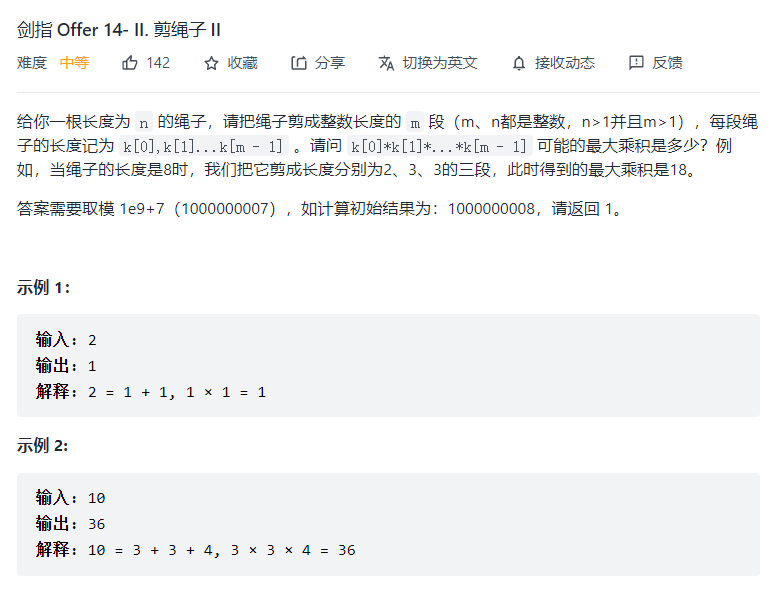 剑指 Offer 14- II. 剪绳子 II
难度 中等 142 收藏 分享 切换为英文 接收动态 反馈
给你一根长度为 n 的绳子，请把绳子剪成整数长度的 m 段（m、n都是整数，n>1并且m>1），每段绳
子的长度记为 k[0],k[1]...k[m - 1] 。请问 k[0]*k[1]*...*k[m - 1] 可能的最大乘积是多少？例
如，当绳子的长度是8时，我们把它剪成长度分别为2、3、3的三段，此时得到的最大乘积是18。
答案需要取模 1e9+7（1000000007），如计算初始结果为：1000000008，请返回 1。
示例 1：
输入：2
输出：1
解释：2 = 1 + 1, 1 × 1 = 1
示例 2:
输入：10
输出：36
解释：10 = 3 + 3 + 4, 3 × 3 × 4 = 36